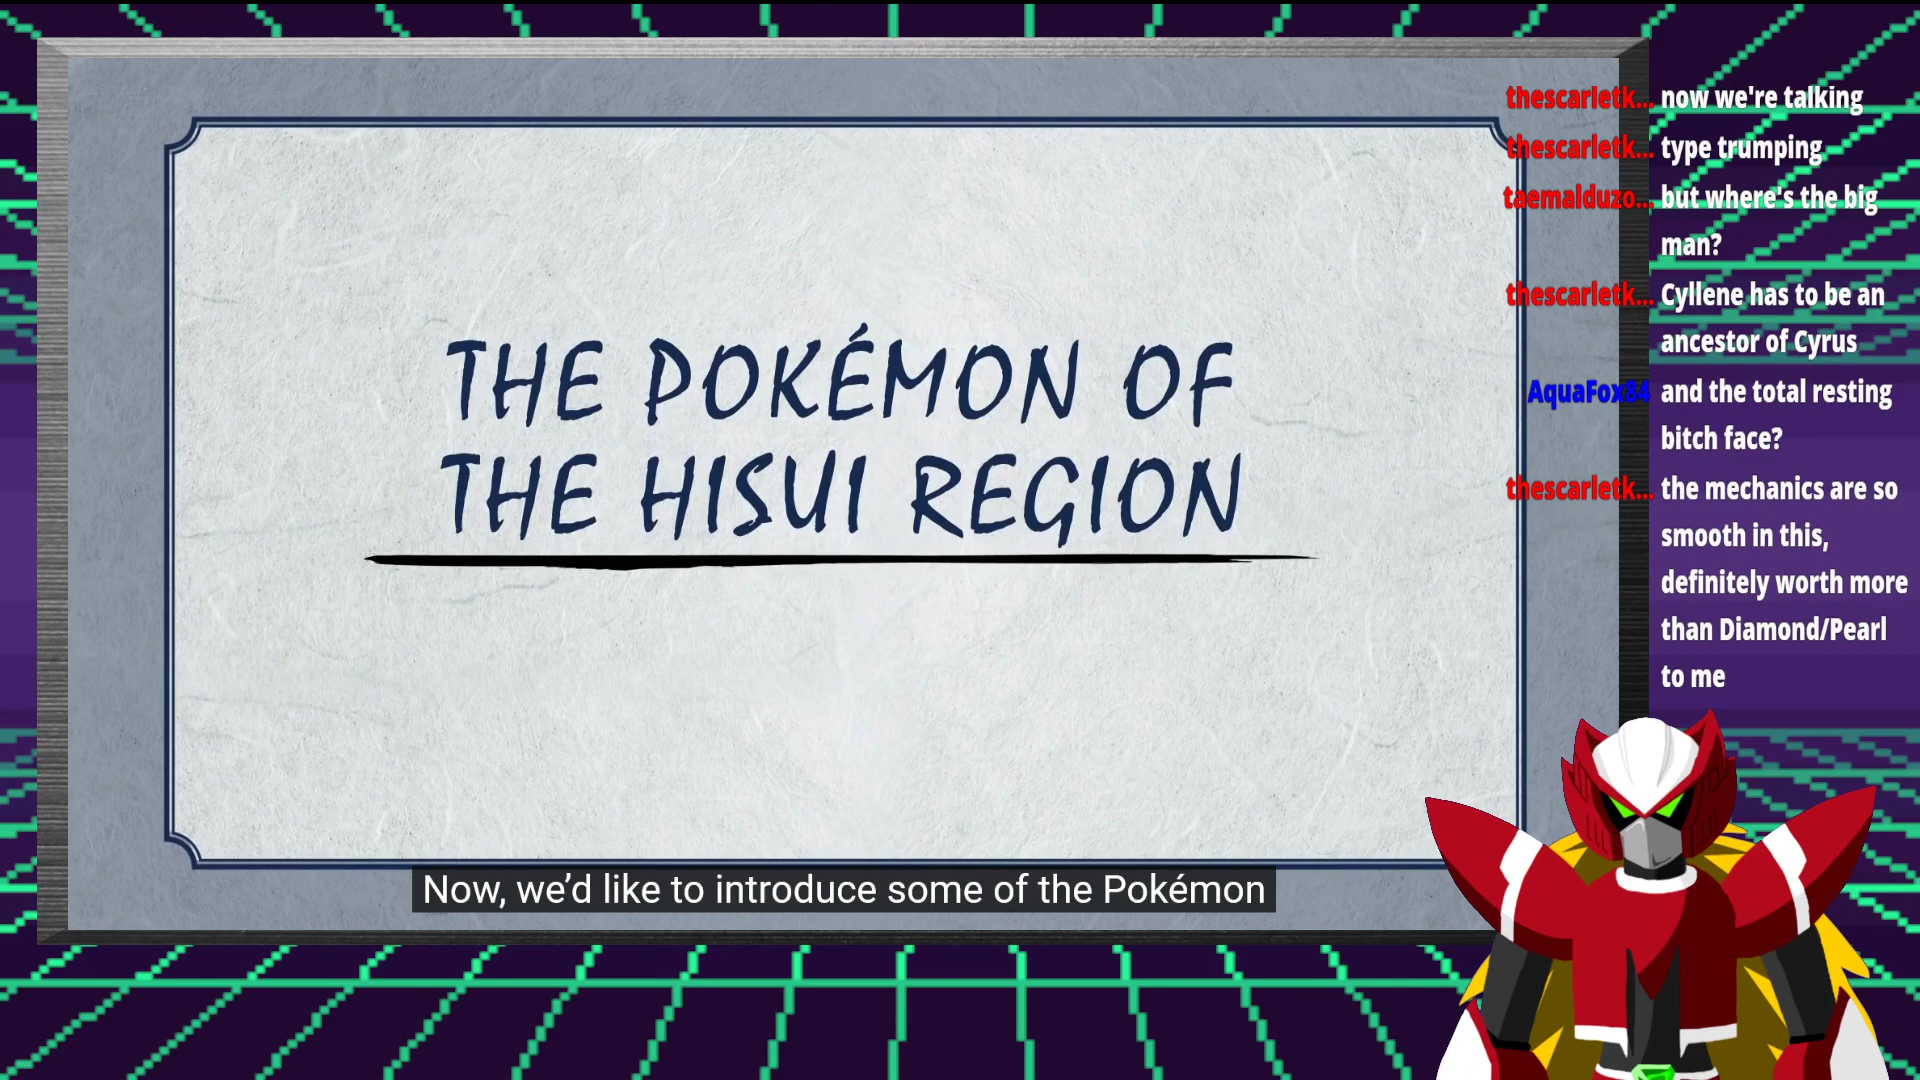 THE POKÉMON OF
THE HISUI REGION
Now, we’d like to introduce some of the Pokémon
thescarletk... now we're talking
thescarletk... type trumping
taemalduzo... but where's the big
man?
thescarletk... Cyllene has to be an
ancestor of Cyrus
AquaFox84 and the total resting
bitch face?
thescarletk... the mechanics are so
smooth in this,
definitely worth more
than Diamond/Pearl
to me